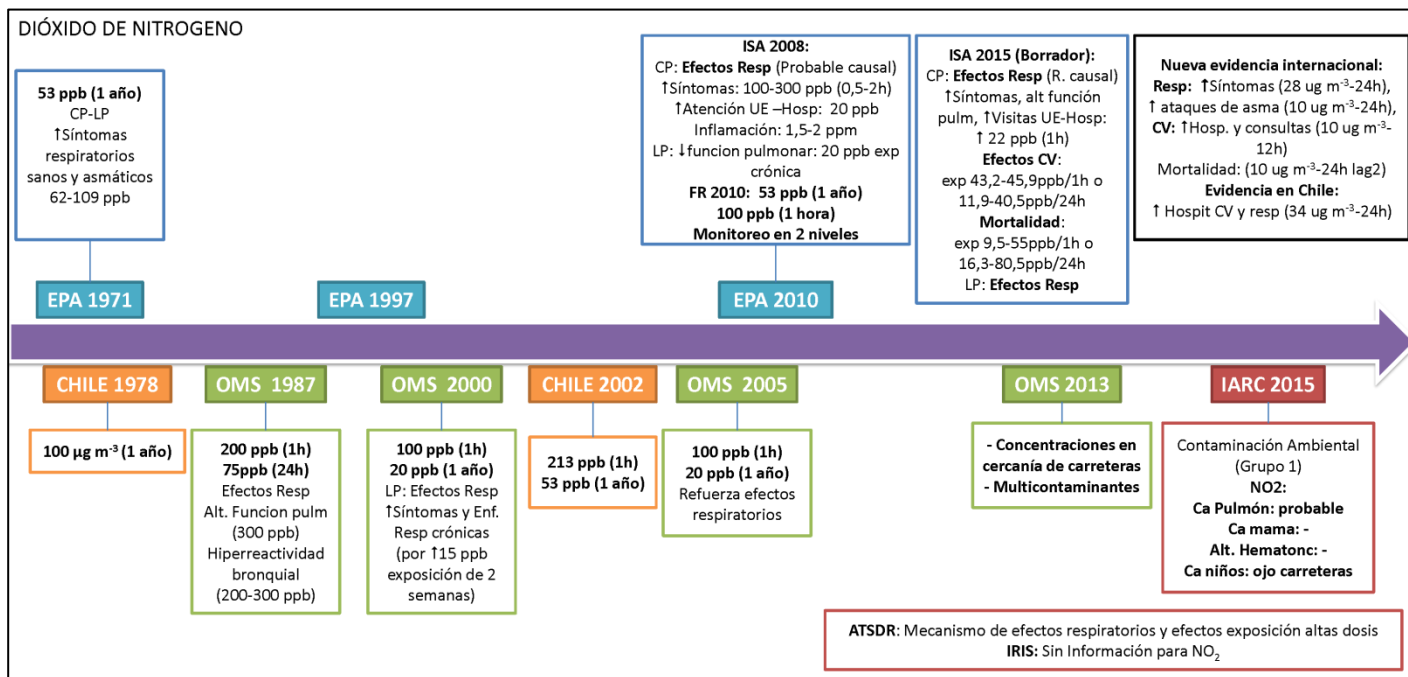 DIÓXIDO DE NITROGENO
53 ppb (1 año)
CP-LP
↑Síntomas
respiratorios
sanos y asmáticos
62-109 ppb
ISA 2008:
CP: Efectos Resp (Probable causal)
↑Síntomas: 100-300 ppb (0,5-2h)
↑Atención UE –Hosp: 20 ppb
Inflamación: 1,5-2 ppm
LP: ↓funcion pulmonar: 20 ppb exp
crónica
FR 2010: 53 ppb (1 año)
100 ppb (1 hora)
Monitoreo en 2 niveles
ISA 2015 (Borrador):
CP: Efectos Resp (R. causal)
↑Síntomas, alt función
pulm, ↑Visitas UE-Hosp:
↑ 22 ppb (1h)
Efectos CV:
exp 43,2-45,9ppb/1h o
11,9-40,5ppb/24h
Mortalidad:
exp 9,5-55ppb/1h o
16,3-80,5ppb/24h
LP: Efectos Resp
Nueva evidencia internacional:
Resp: ↑Síntomas (28 ug m⁻³-24h),
↑ ataques de asma (10 ug m⁻³-24h),
CV: ↑Hosp. y consultas (10 ug m⁻³-
12h)
Mortalidad: (10 ug m⁻³-24h lag2)
Evidencia en Chile:
↑ Hospit CV y resp (34 ug m⁻³-24h)
EPA 1971
EPA 1997
EPA 2010
CHILE 1978
OMS 1987
OMS 2000
CHILE 2002
OMS 2005
OMS 2013
IARC 2015
100 µg m⁻³ (1 año)
200 ppb (1h)
75ppb (24h)
Efectos Resp
Alt. Funcion pulm
(300 ppb)
Hiperreactividad
bronquial
(200-300 ppb)
100 ppb (1h)
20 ppb (1 año)
LP: Efectos Resp
↑Síntomas y Enf.
Resp crónicas
(por ↑15 ppb
exposición de 2
semanas)
213 ppb (1h)
53 ppb (1 año)
100 ppb (1h)
20 ppb (1 año)
Refuerza efectos
respiratorios
- Concentraciones en
cercanía de carreteras
- Multicontaminantes
Contaminación Ambiental
(Grupo 1)
NO2:
Ca Pulmón: probable
Ca mama: -
Alt. Hematonc: -
Ca niños: ojo carreteras
ATSDR: Mecanismo de efectos respiratorios y efectos exposición altas dosis
IRIS: Sin Información para NO₂